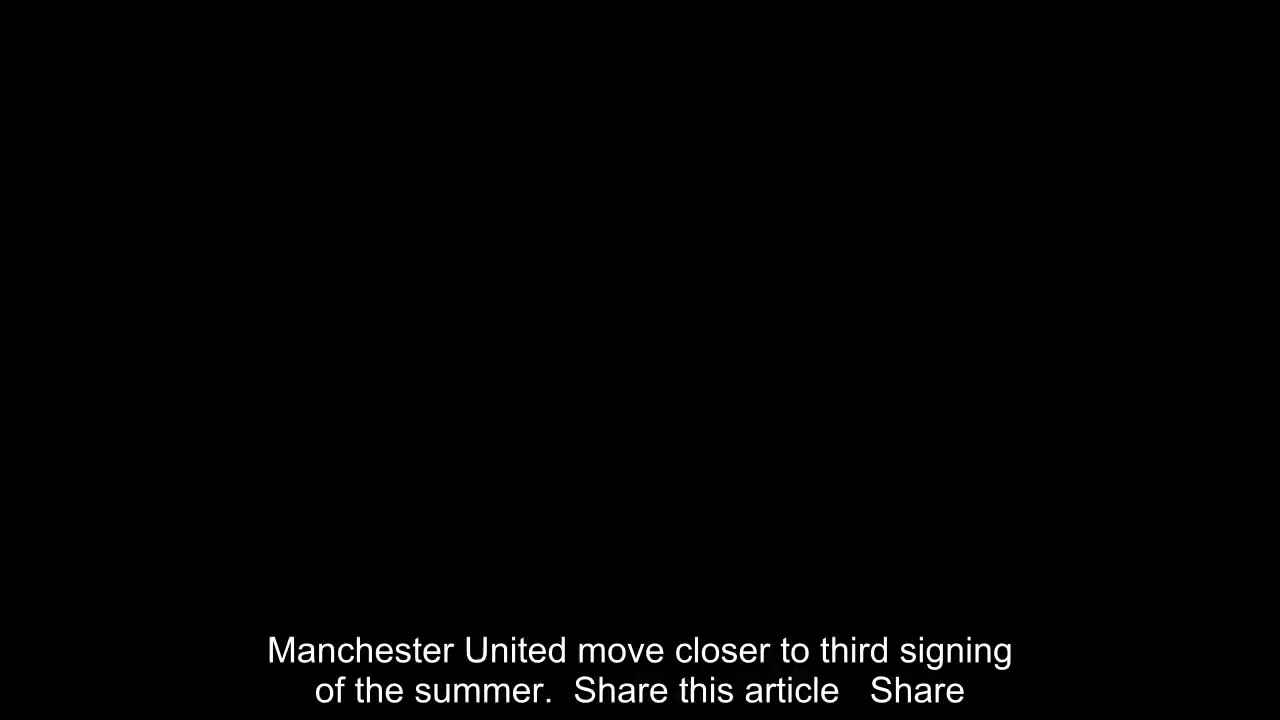 Manchester United move closer to third signing
of the summer.  Share this article   Share